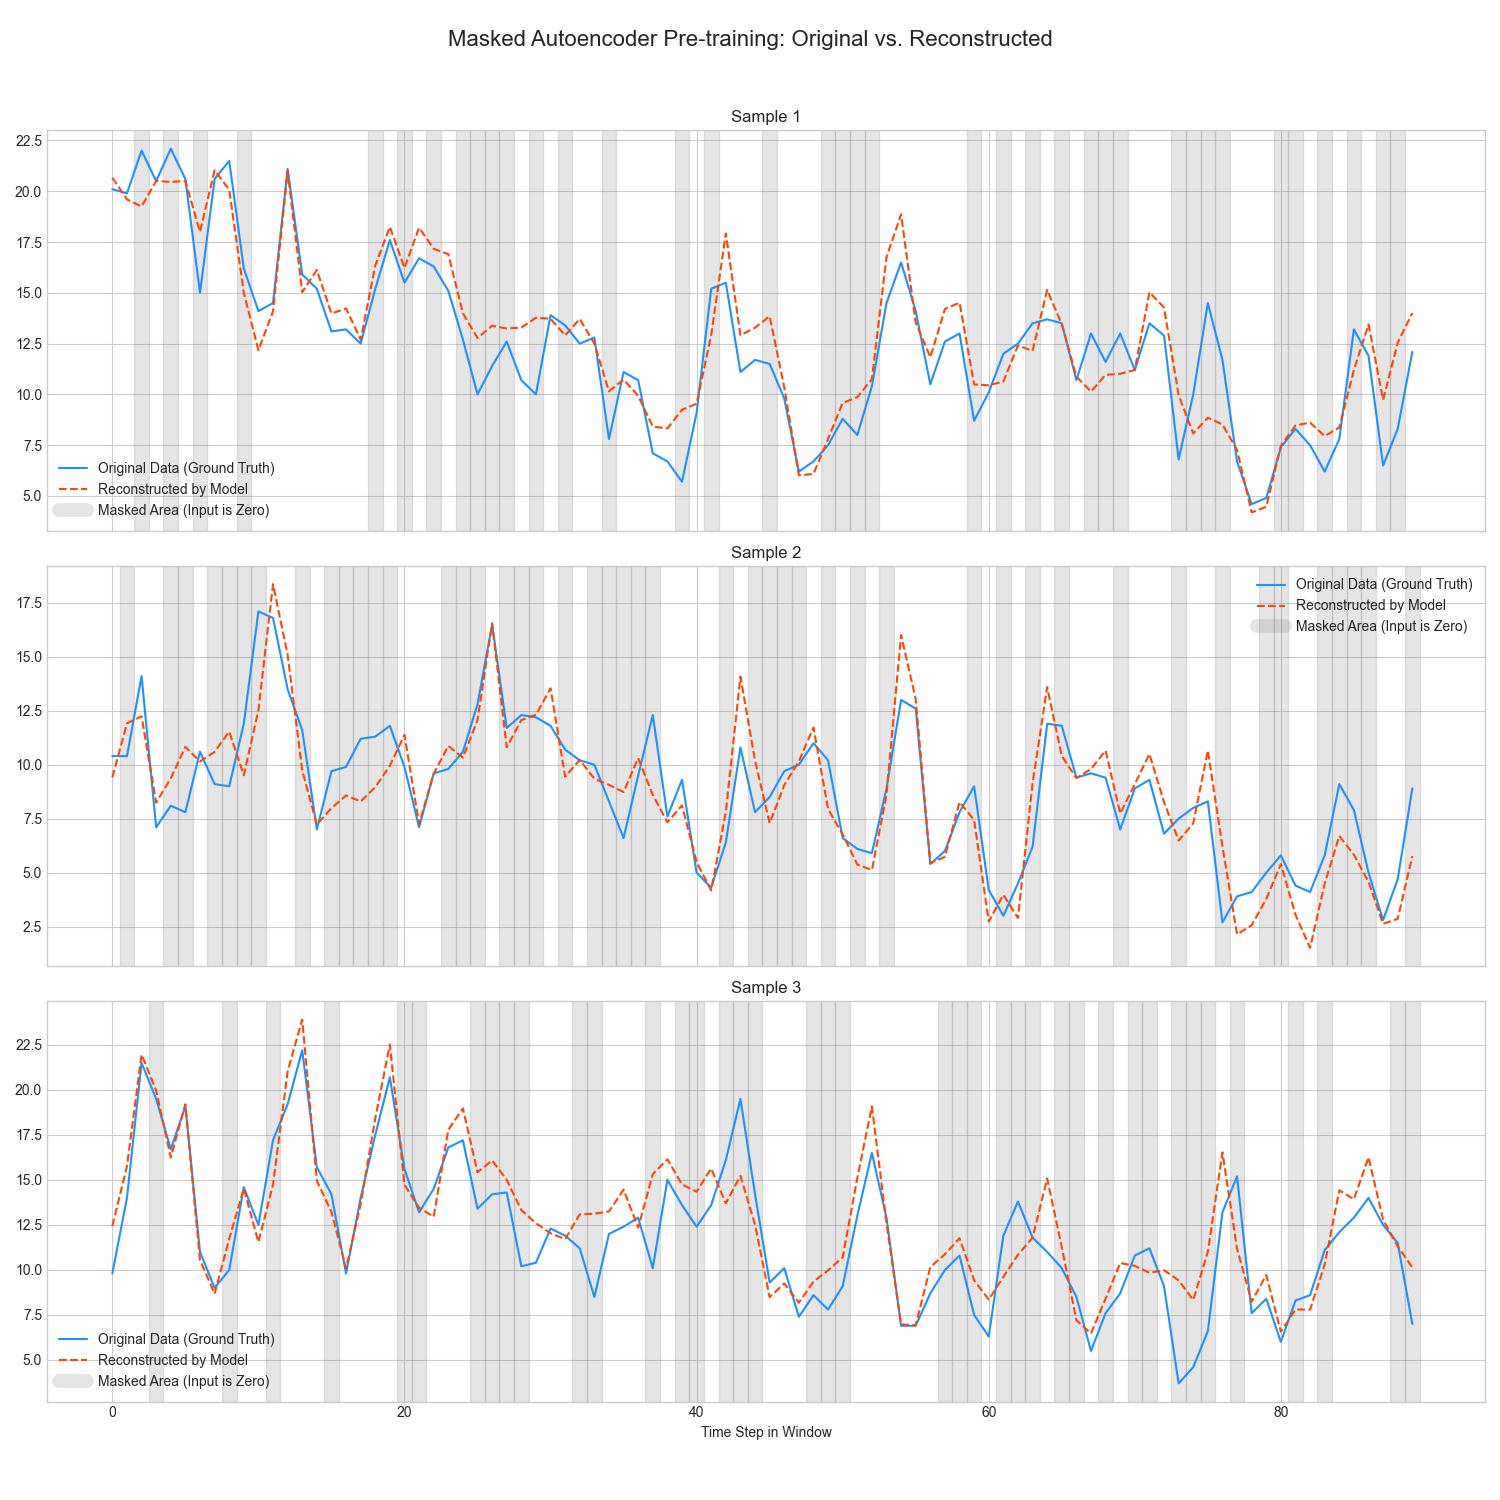 Masked Autoencoder Pre-training: Original vs. Reconstructed
Sample 1
22.5
20.0
17.5
15.0
12.5
10.0
7.5
5.0
Original Data (Ground Truth)
Reconstructed by Model
Masked Area (Input is Zero)
Sample 2
17.5
15.0
12.5
10.0
7.5
5.0
2.5
Original Data (Ground Truth)
Reconstructed by Model
Masked Area (Input is Zero)
Sample 3
22.5
20.0
17.5
15.0
12.5
10.0
7.5
5.0
Original Data (Ground Truth)
Reconstructed by Model
Masked Area (Input is Zero)
0 20 40 60 80
Time Step in Window